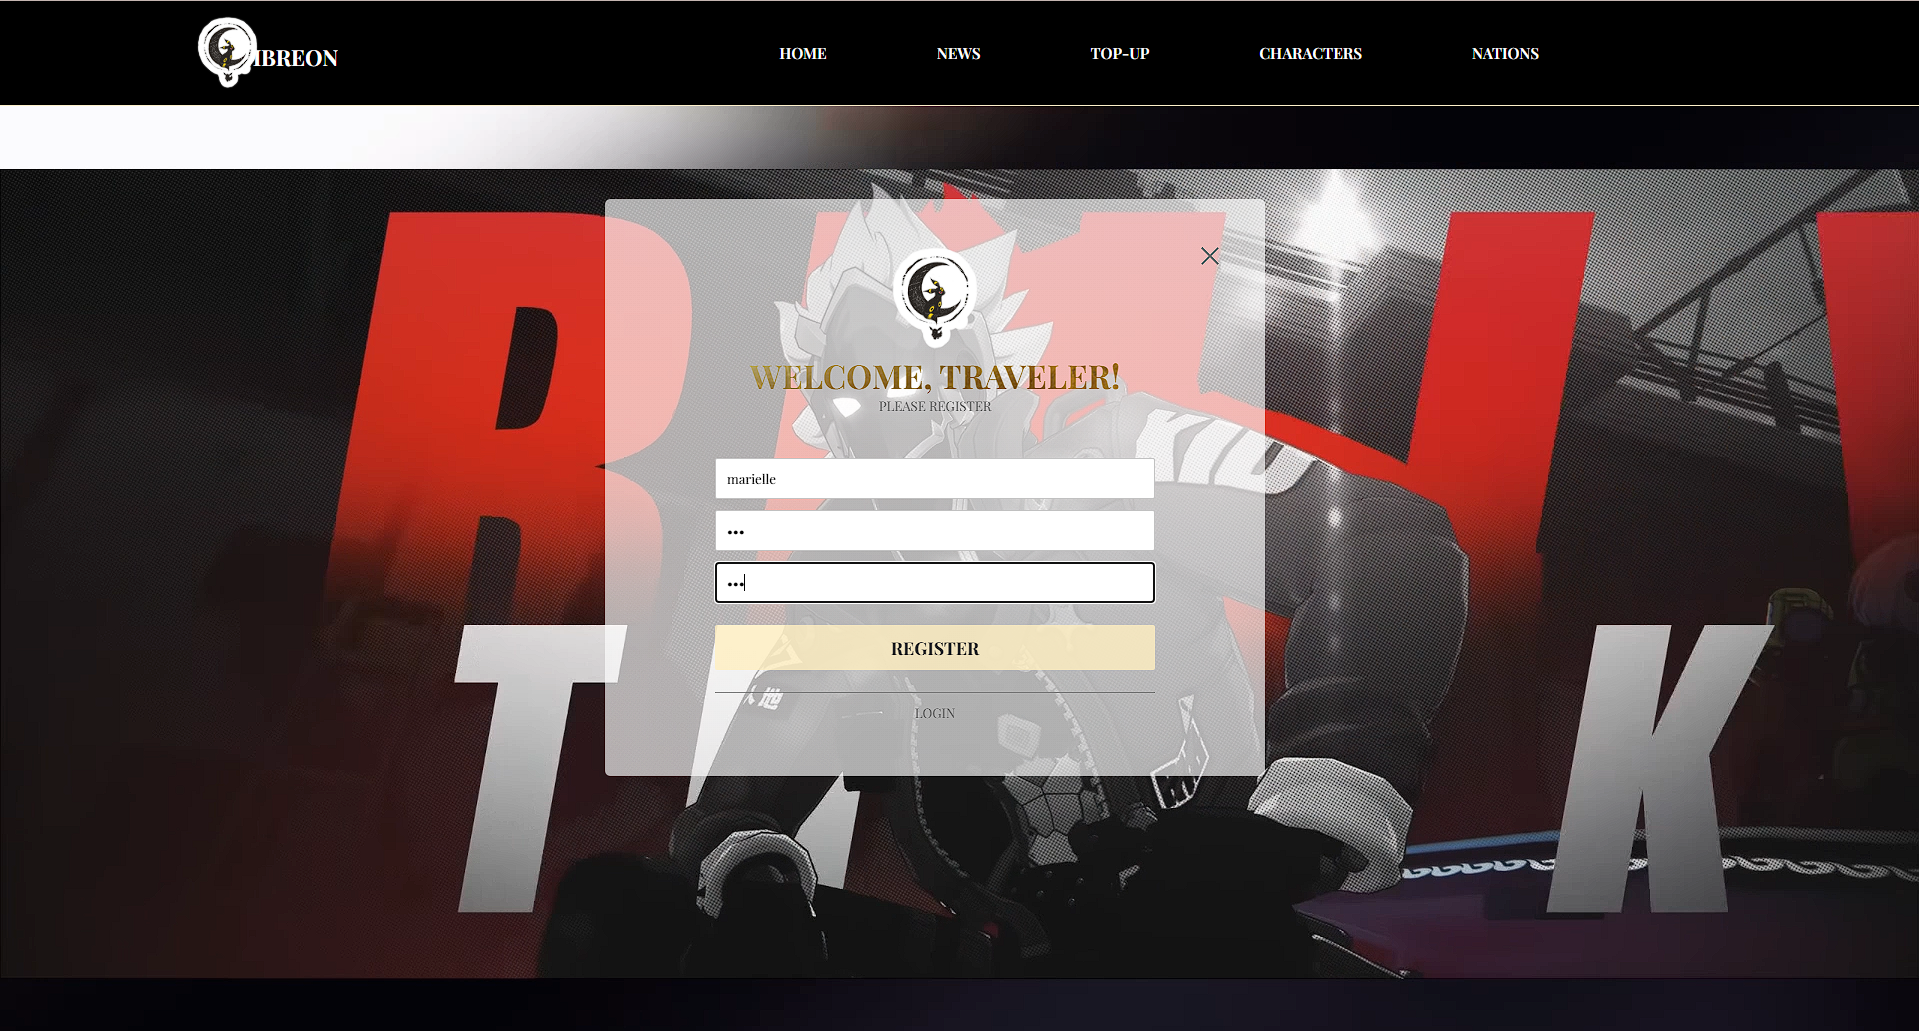 IBREON
HOME
NEWS
TOP-UP
CHARACTERS
NATIONS
WELCOME, TRAVELER!
PLEASE REGISTER
marielle
•••
•••
REGISTER
LOGIN
T
K